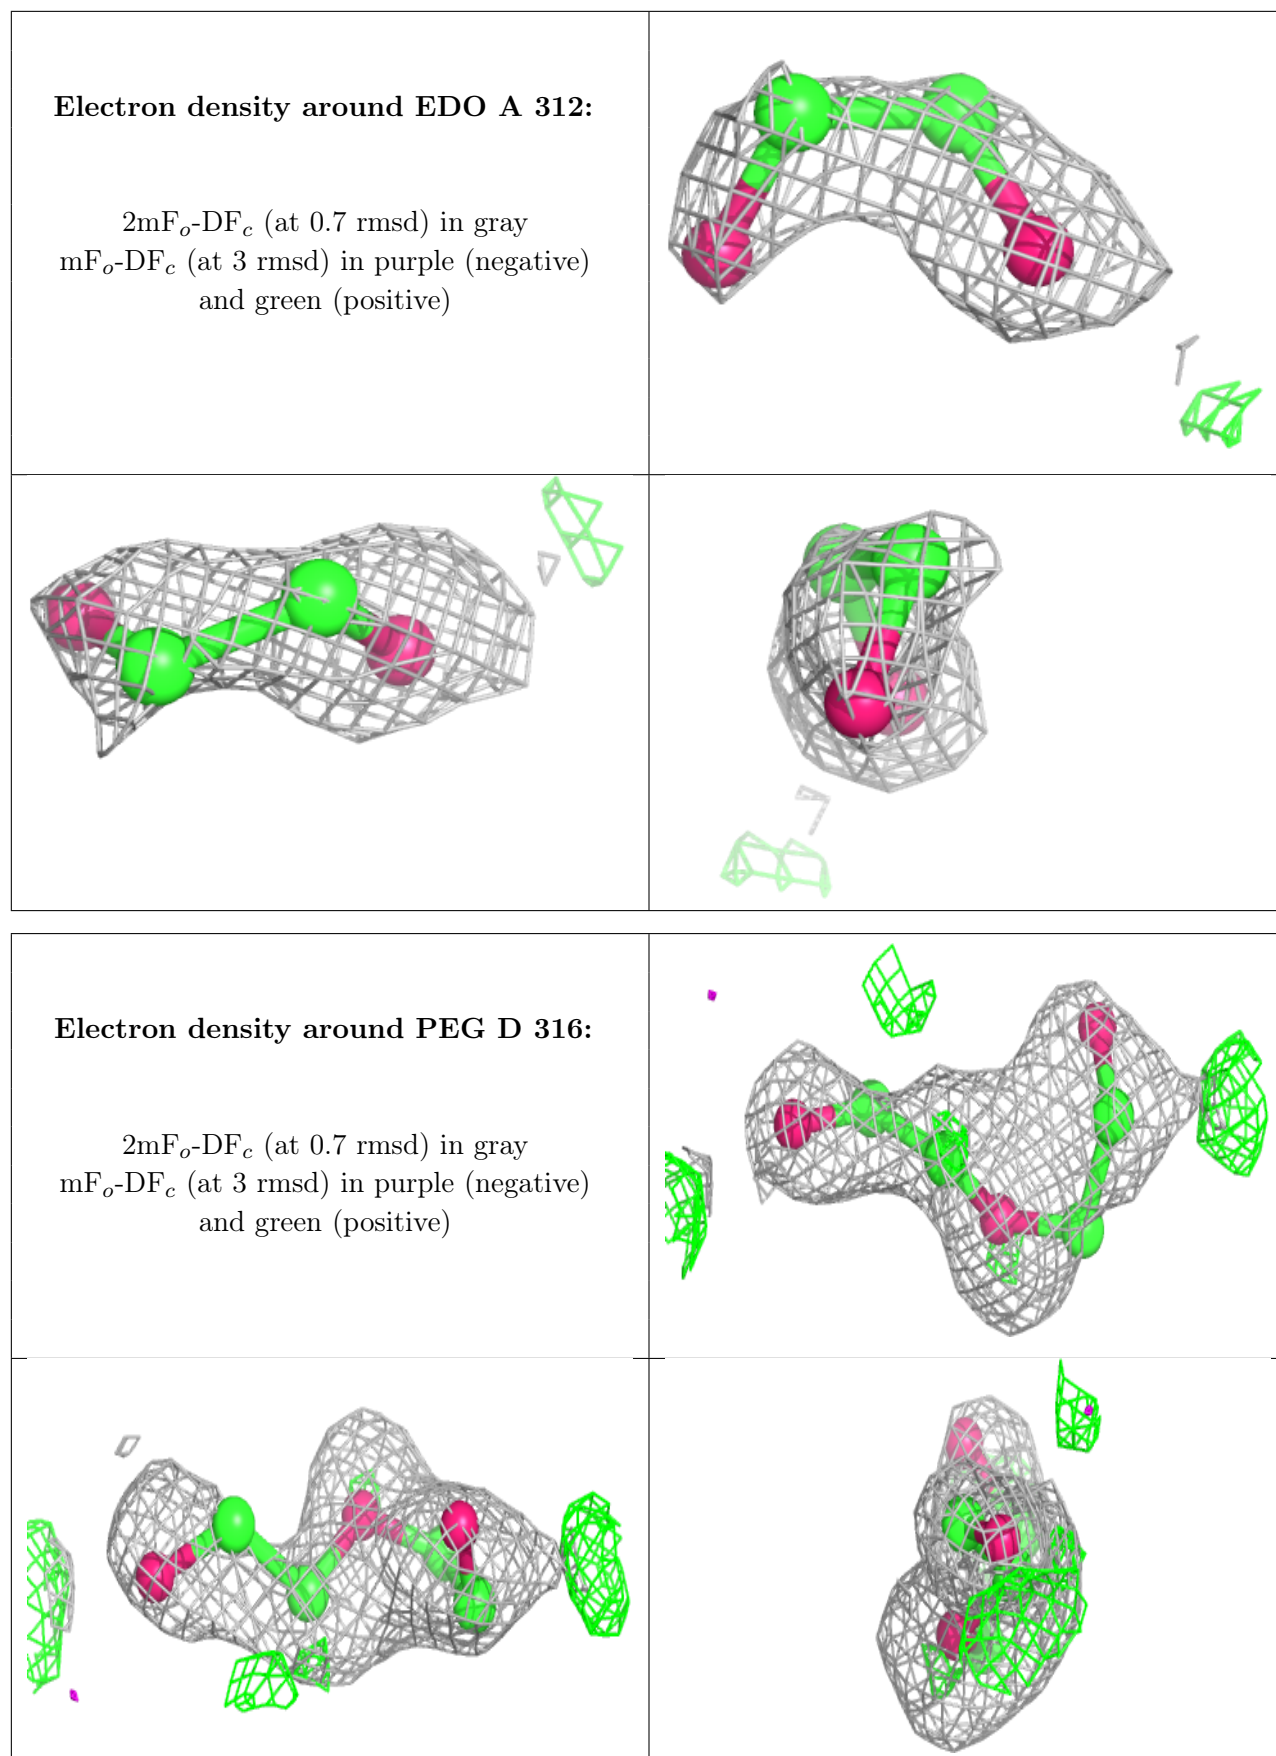 Electron density around EDO A 312:
2mFₒ-DF𝒸 (at 0.7 rmsd) in gray
mFₒ-DF𝒸 (at 3 rmsd) in purple (negative)
and green (positive)
Electron density around PEG D 316:
2mFₒ-DF𝒸 (at 0.7 rmsd) in gray
mFₒ-DF𝒸 (at 3 rmsd) in purple (negative)
and green (positive)